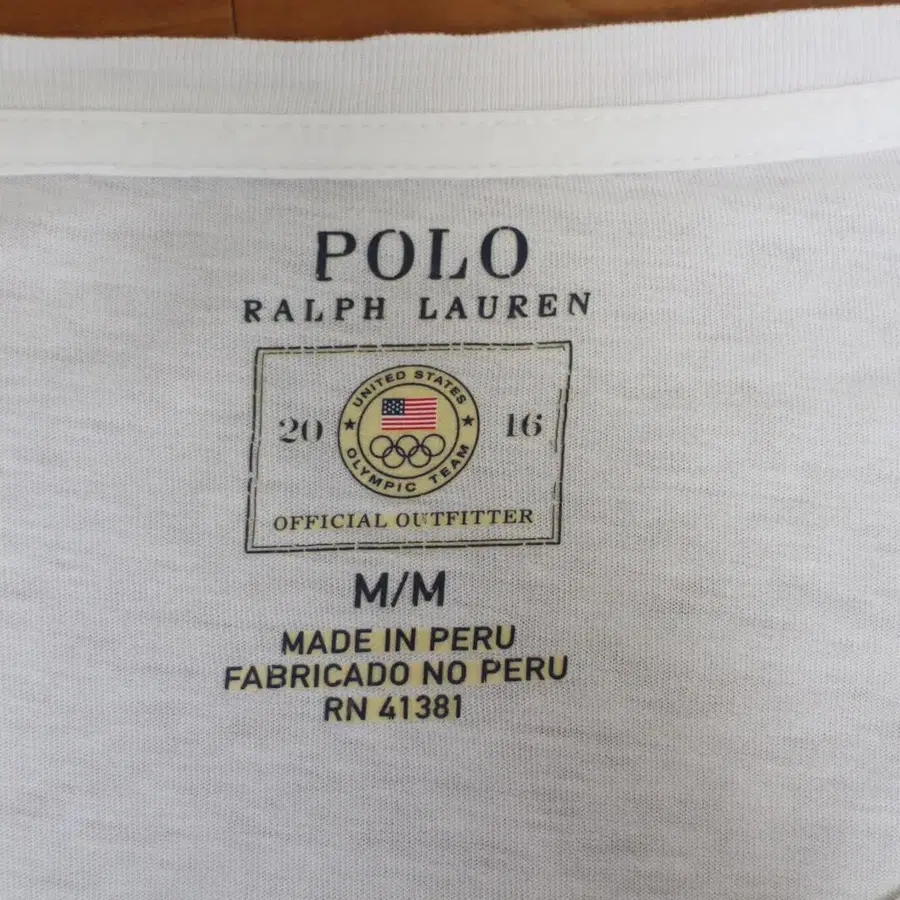 POLO
RALPH LAUREN
UNITED STATES
20 16
OLYMPIC TEAM
OFFICIAL OUTFITTER
M/M
MADE IN PERU
FABRICADO NO PERU
RN 41381